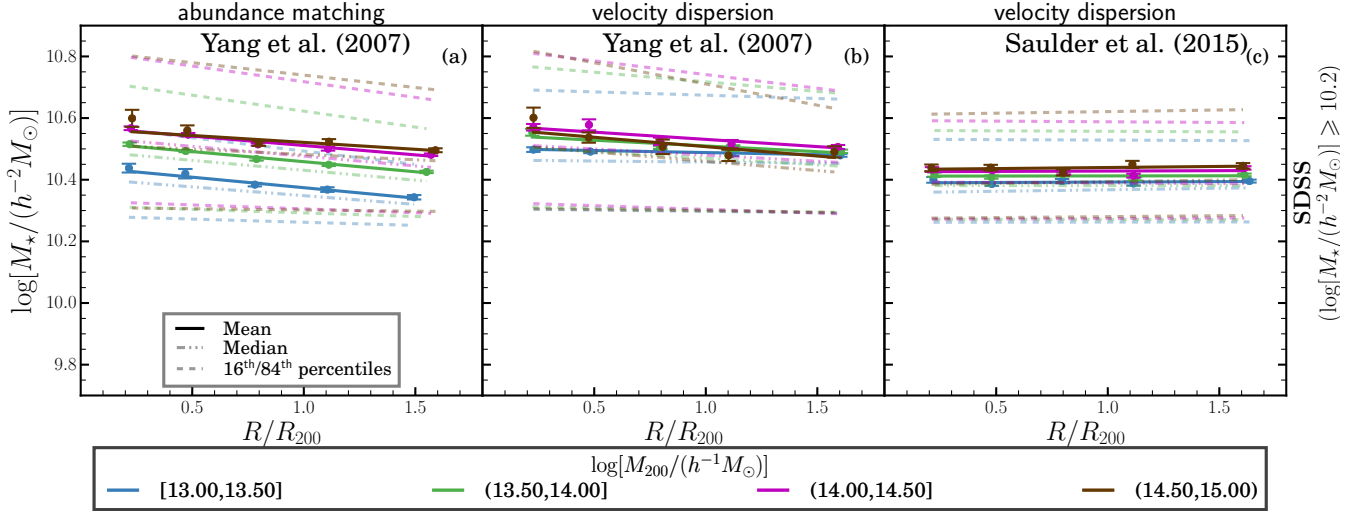 abundance matching
velocity dispersion
velocity dispersion
Yang et al. (2007)
(a)
Yang et al. (2007)
(b)
Saulder et al. (2015)
(c)
log[M⋆/(h⁻²M⊙)]
10.8
10.6
10.4
10.2
10.0
9.8
Mean
Median
16th/84th percentiles
SDSS
(log[M⋆/(h⁻²M⊙)] ⩾ 10.2)
0.5 1.0 1.5
0.5 1.0 1.5
0.5 1.0 1.5
R/R₂₀₀
R/R₂₀₀
R/R₂₀₀
log[M₂₀₀/(h⁻¹M⊙)]
[13.00,13.50] (13.50,14.00] (14.00,14.50] (14.50,15.00)